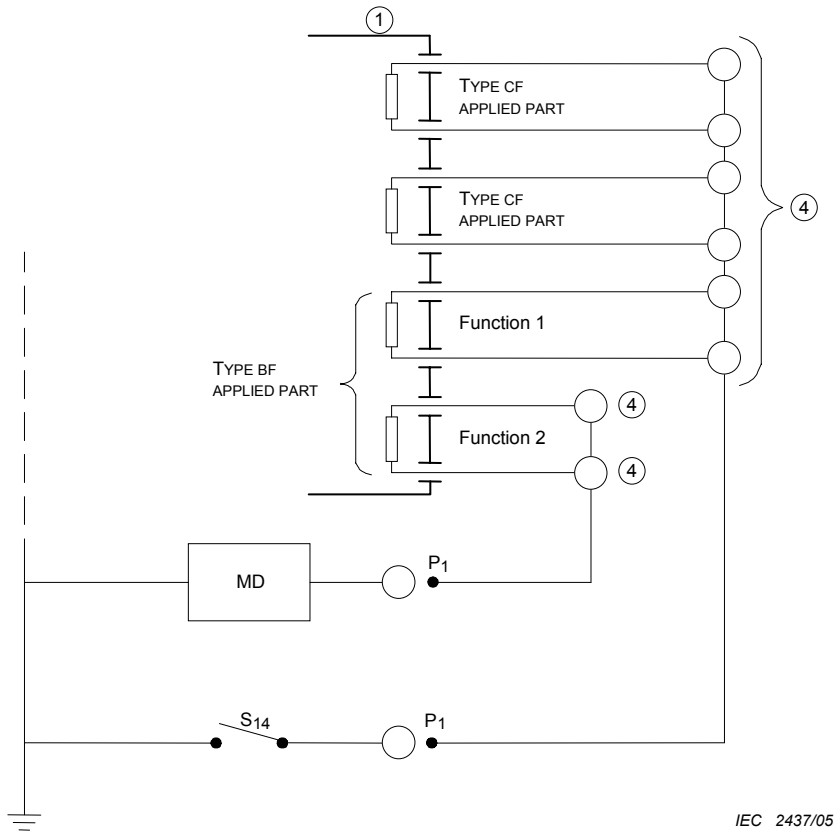 1
TYPE CF
APPLIED PART
TYPE CF
APPLIED PART
4
Function 1
TYPE BF
APPLIED PART
4
Function 2
4
MD
P1
S14
P1
IEC 2437/05